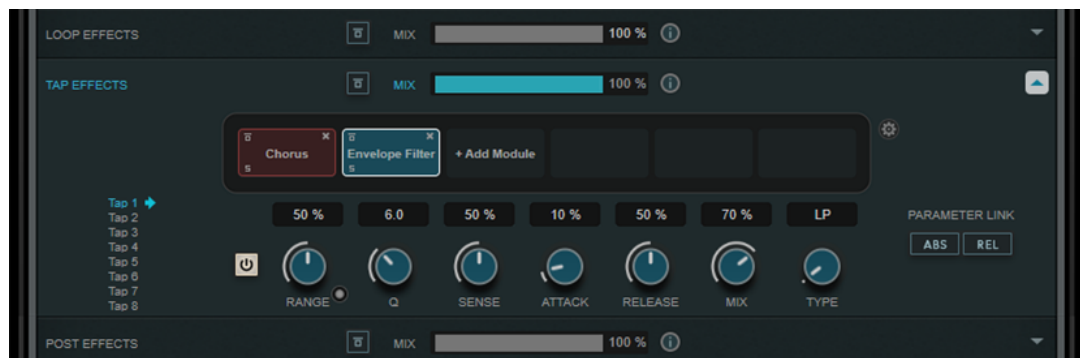 LOOP EFFECTS MIX 100 %
TAP EFFECTS MIX 100 %
Chorus Envelope Filter + Add Module
S S
Tap 1
Tap 2
Tap 3
Tap 4
Tap 5
Tap 6
Tap 7
Tap 8
50 % 6.0 50 % 10 % 50 % 70 % LP
RANGE Q SENSE ATTACK RELEASE MIX TYPE
PARAMETER LINK
ABS REL
POST EFFECTS MIX 100 %